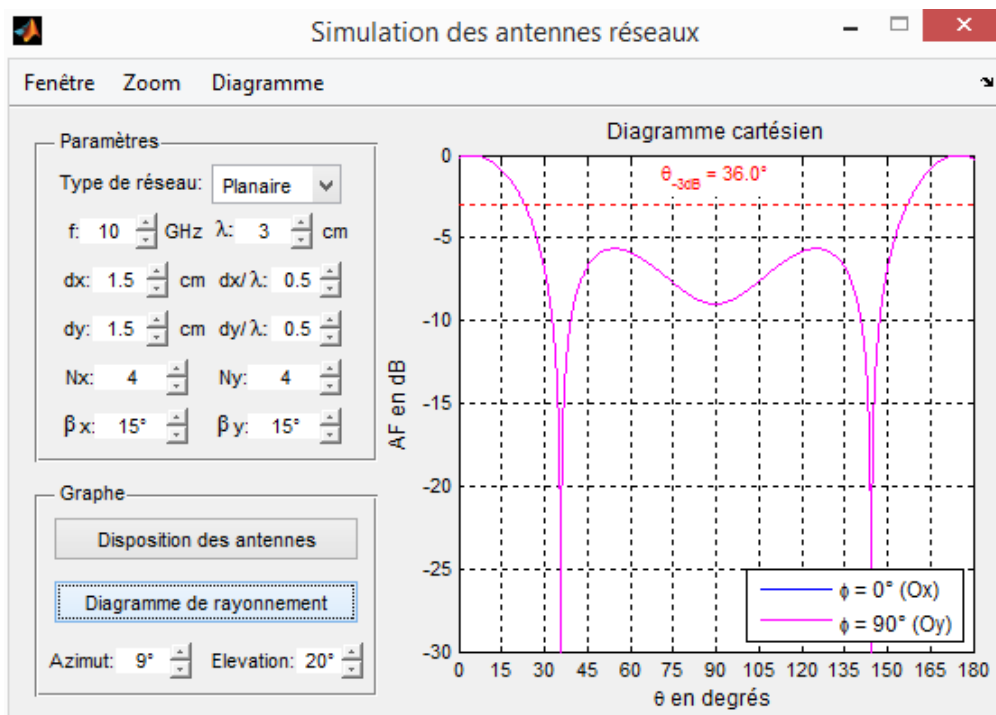 Simulation des antennes réseaux
Fenêtre Zoom Diagramme
Paramètres
Type de réseau: Planaire
f: 10 GHz λ: 3 cm
dx: 1.5 cm dx/λ: 0.5
dy: 1.5 cm dy/λ: 0.5
Nx: 4 Ny: 4
βx: 15° βy: 15°
Graphe
Disposition des antennes
Diagramme de rayonnement
Azimut: 9° Elevation: 20°
Diagramme cartésien
θ-3dB = 36.0°
AF en dB
0
-5
-10
-15
-20
-25
-30
ϕ = 0° (Ox)
ϕ = 90° (Oy)
0 15 30 45 60 75 90 105 120 135 150 165 180
θ en degrés